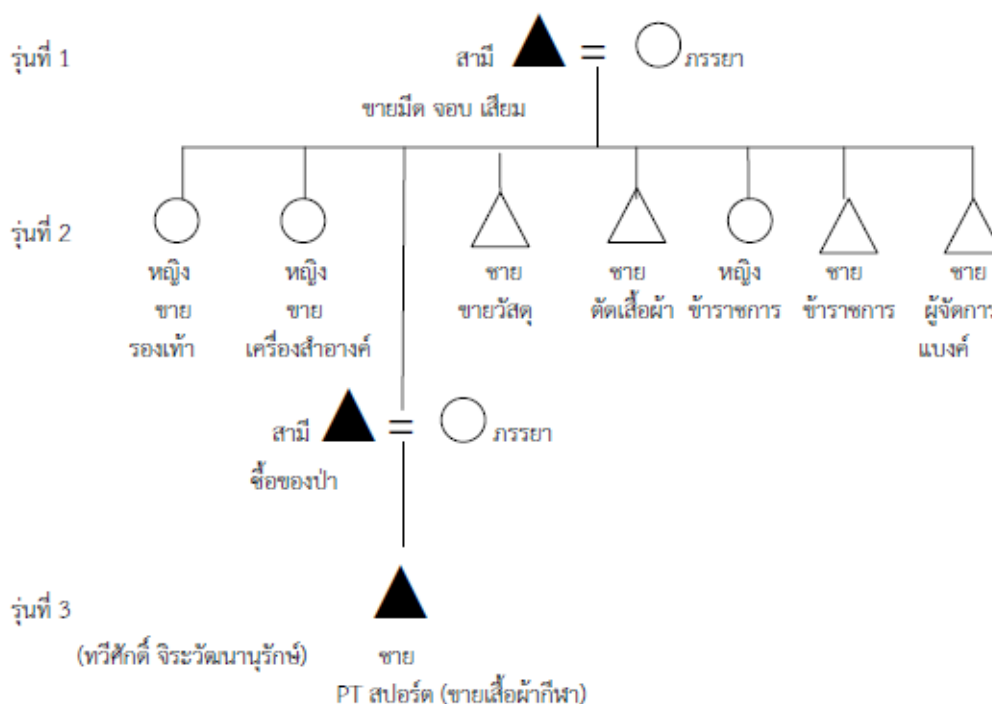 รุ่นที่ 1
สามี = ภรรยา
ขายมีด จอบ เสียม
รุ่นที่ 2
หญิง หญิง ชาย ชาย หญิง ชาย ชาย
ขาย ขาย ขายวัสดุ ตัดเสื้อผ้า ข้าราชการ ข้าราชการ ผู้จัดการ
รองเท้า เครื่องสำอางค์ แบงค์
สามี = ภรรยา
ซื้อของป่า
รุ่นที่ 3
(ทวีศักดิ์ จิระวัฒนานุรักษ์) ชาย
PT สปอร์ต (ขายเสื้อผ้ากีฬา)